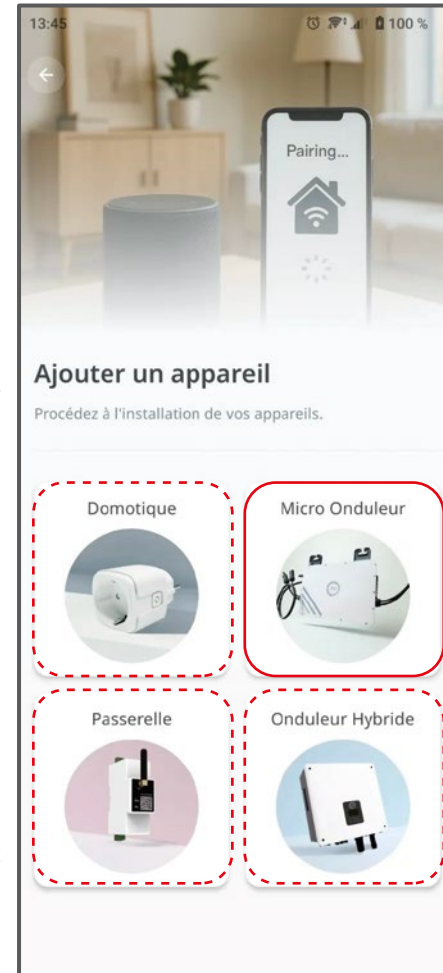 13:45
100 %
Pairing...
Ajouter un appareil
Procédez à l'installation de vos appareils.
Domotique
Micro Onduleur
Passerelle
Onduleur Hybride